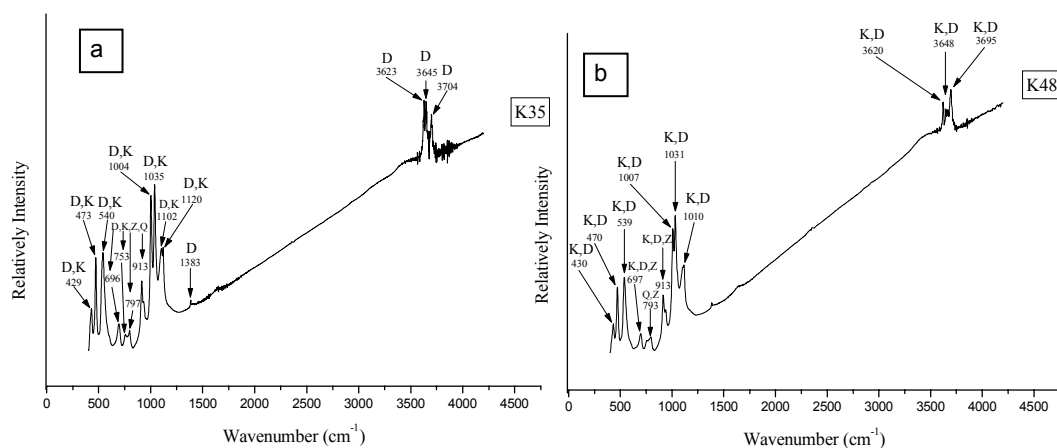 a
K35
D
3623
D
3645
D
3704
D,K
1004
D,K
1035
D,K
1102
D,K
1120
D,K
473
D,K
540
D,K,Z,Q
D,K
429
696
753
797
913
D
1383
Relatively Intensity
0 500 1000 1500 2000 2500 3000 3500 4000 4500
Wavenumber (cm-1)
b
K48
K,D
3620
K,D
3648
K,D
3695
K,D
1007
K,D
1031
K,D
1010
K,D
470
K,D
539
K,D
430
K,D,Z
697
Q,Z
793
K,D,Z
913
Relatively Intensity
0 500 1000 1500 2000 2500 3000 3500 4000 4500
Wavenumber (cm-1)